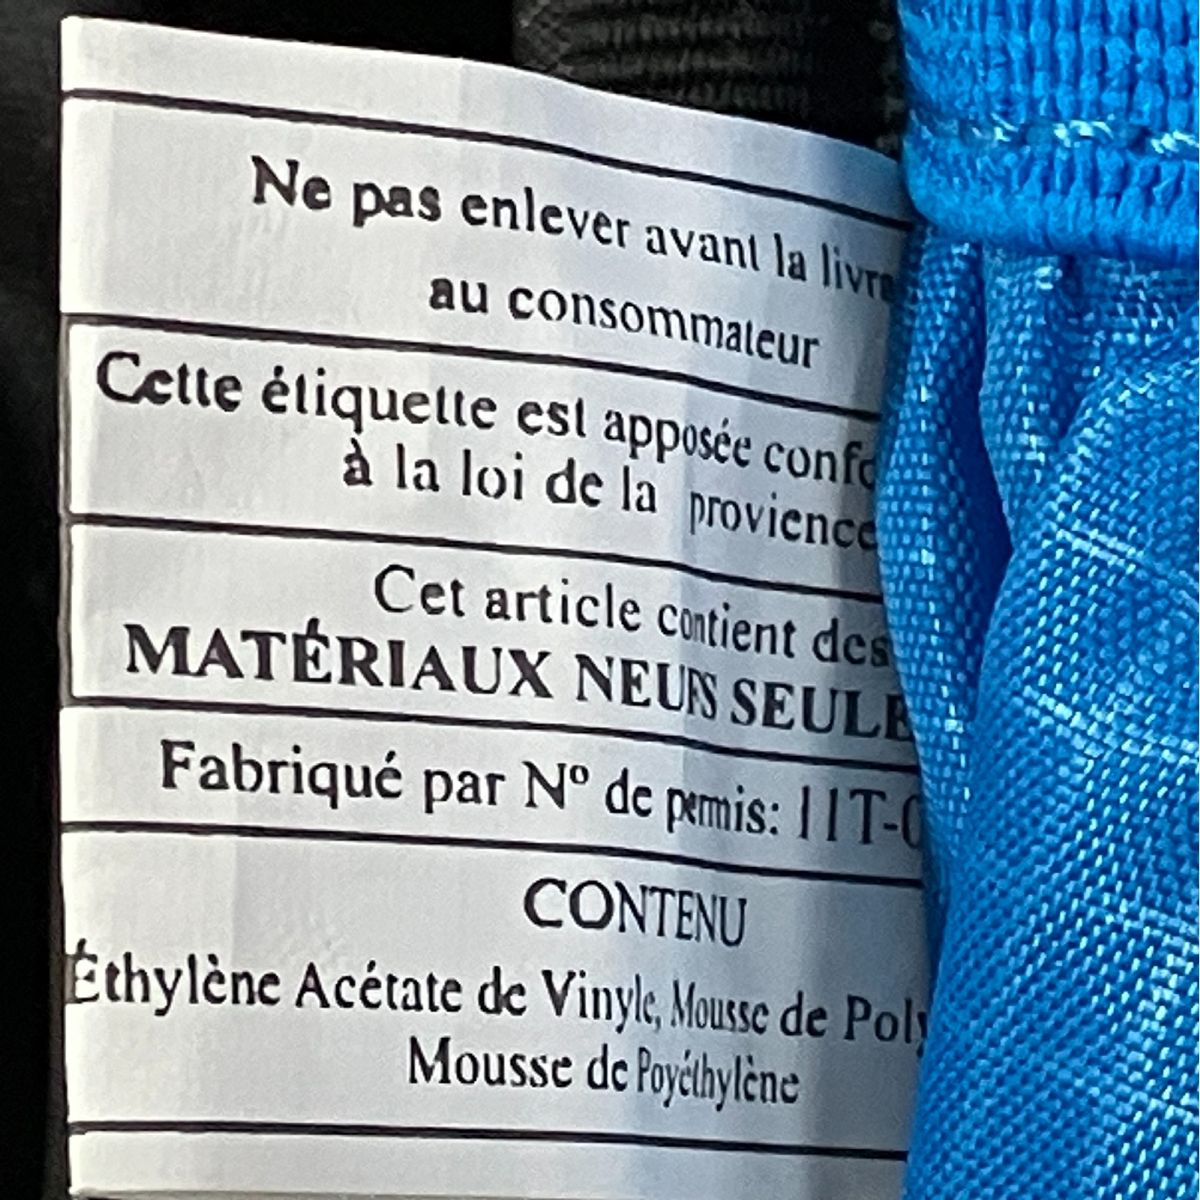 Ne pas enlever avant la livr
au consommateur
Cette étiquette est apposée conf
à la loi de la provience
Cet article contient des
MATÉRIAUX NEUFS SEULE
Fabriqué par Nº de permis: 11T-0
CONTENU
Éthylène Acétate de Vinyle, Mousse de Poly
Mousse de Poyéthylène